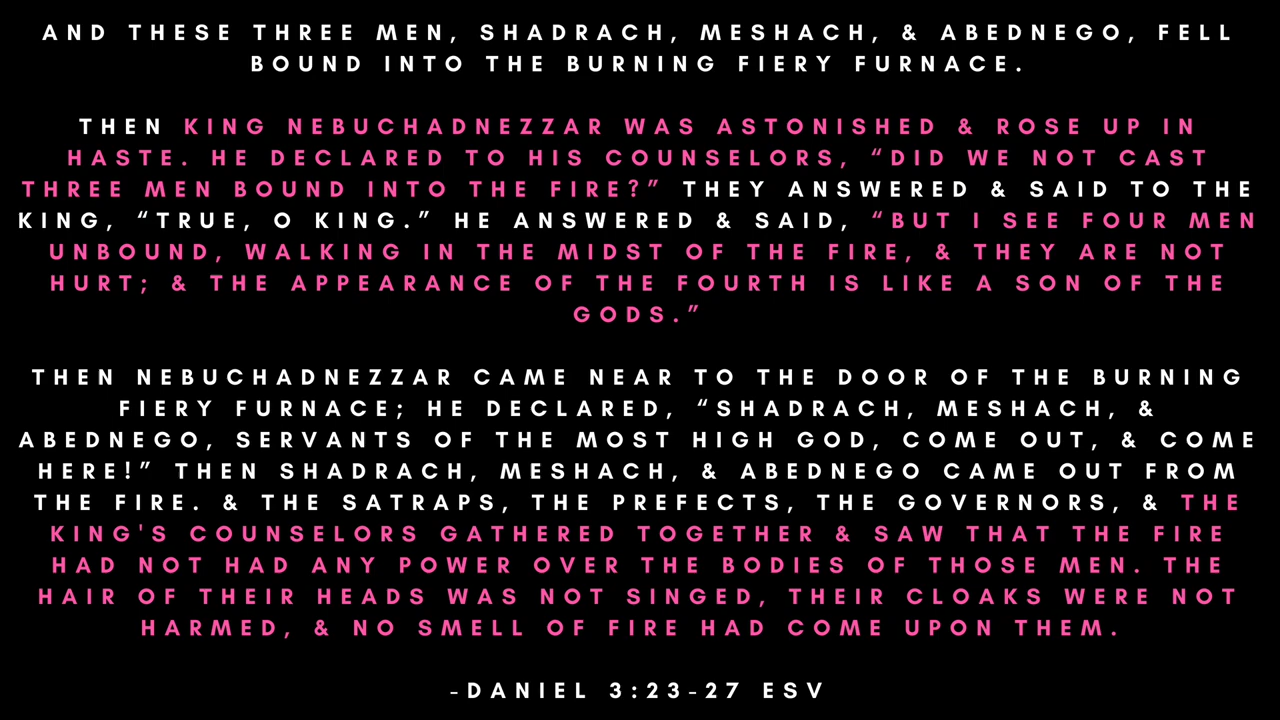 AND THESE THREE MEN, SHADRACH, MESHACH, & ABEDNEGO, FELL
BOUND INTO THE BURNING FIERY FURNACE.
THEN KING NEBUCHADNEZZAR WAS ASTONISHED & ROSE UP IN
HASTE. HE DECLARED TO HIS COUNSELORS, “DID WE NOT CAST
THREE MEN BOUND INTO THE FIRE?” THEY ANSWERED & SAID TO THE
KING, “TRUE, O KING.” HE ANSWERED & SAID, “BUT I SEE FOUR MEN
UNBOUND, WALKING IN THE MIDST OF THE FIRE, & THEY ARE NOT
HURT; & THE APPEARANCE OF THE FOURTH IS LIKE A SON OF THE
GODS.”
THEN NEBUCHADNEZZAR CAME NEAR TO THE DOOR OF THE BURNING
FIERY FURNACE; HE DECLARED, “SHADRACH, MESHACH, &
ABEDNEGO, SERVANTS OF THE MOST HIGH GOD, COME OUT, & COME
HERE!” THEN SHADRACH, MESHACH, & ABEDNEGO CAME OUT FROM
THE FIRE. & THE SATRAPS, THE PREFECTS, THE GOVERNORS, & THE
KING'S COUNSELORS GATHERED TOGETHER & SAW THAT THE FIRE
HAD NOT HAD ANY POWER OVER THE BODIES OF THOSE MEN. THE
HAIR OF THEIR HEADS WAS NOT SINGED, THEIR CLOAKS WERE NOT
HARMED, & NO SMELL OF FIRE HAD COME UPON THEM.
-DANIEL 3:23-27 ESV